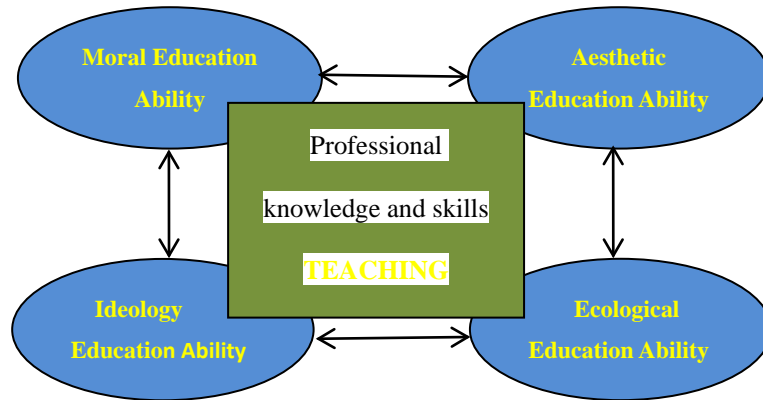 Moral Education
Ability
Aesthetic
Education Ability
Professional
knowledge and skills
TEACHING
Ideology
Education Ability
Ecological
Education Ability